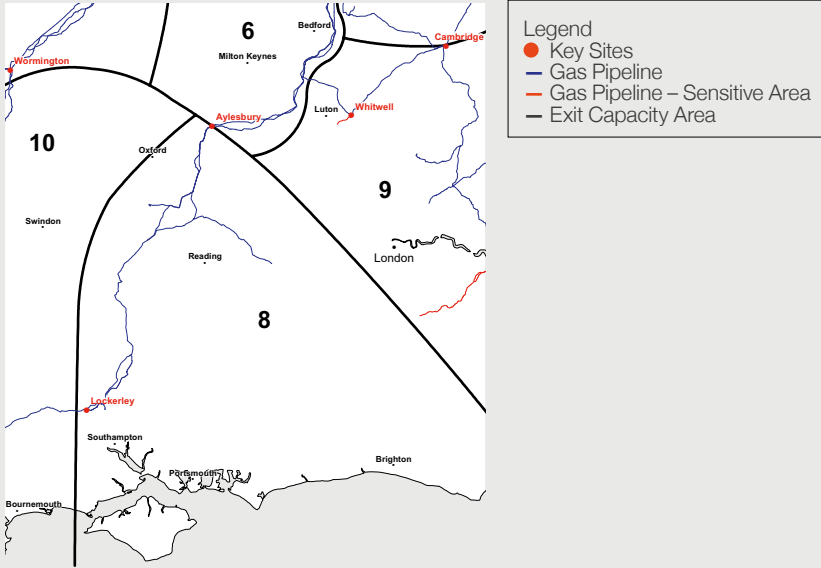 Bedford
6
Cambridge
Milton Keynes
Wormington
Luton
Whitwell
Aylesbury
10
Oxford
9
Swindon
London
Reading
8
Lockerley
Southampton
Brighton
Portsmouth
Bournemouth
Legend
Key Sites
Gas Pipeline
Gas Pipeline – Sensitive Area
Exit Capacity Area